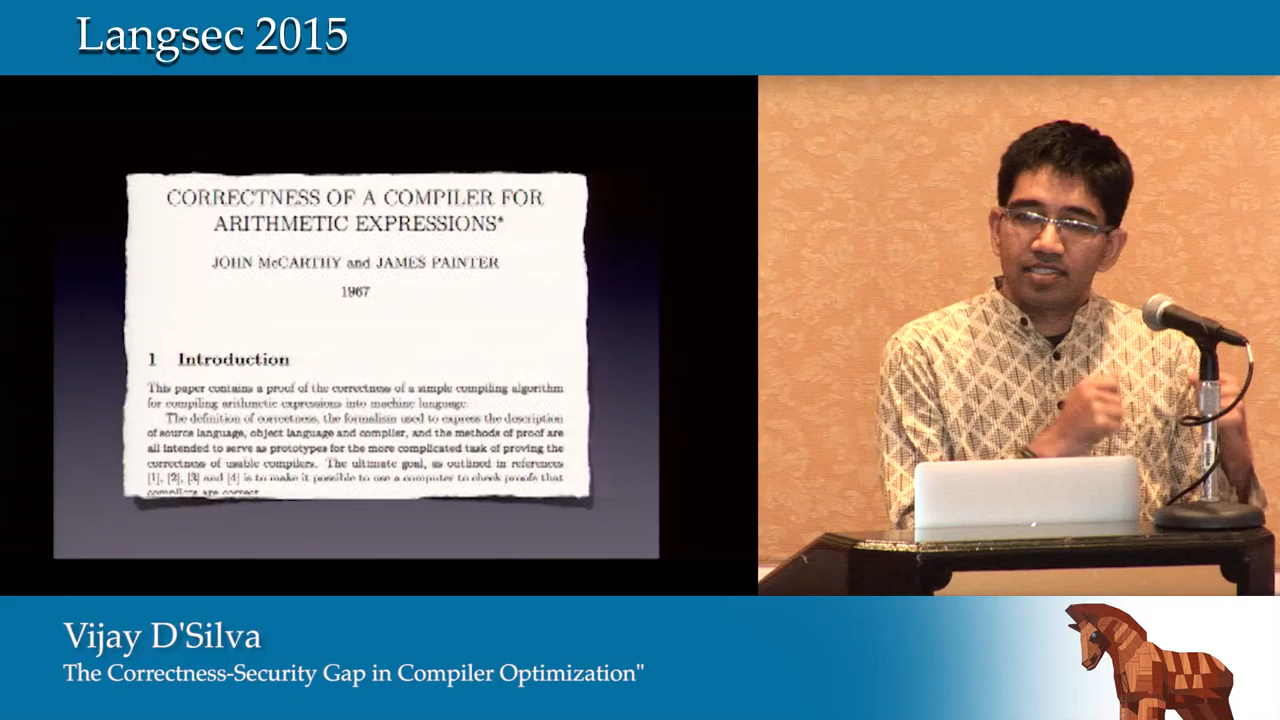 Langsec 2015
CORRECTNESS OF A COMPILER FOR
ARITHMETIC EXPRESSIONS*
JOHN McCARTHY and JAMES PAINTER
1967
1 Introduction
This paper contains a proof of the correctness of a simple compiling algorithm
for compiling arithmetic expressions into machine language.
The definition of correctness, the formalism used to express the description
of source language, object language and compiler, and the methods of proof are
all intended to serve as prototypes for the more complicated task of proving the
correctness of usable compilers. The ultimate goal, as outlined in references
[1], [2], [3] and [4] is to make it possible to use a computer to check proofs that
compilers are correct.
Vijay D'Silva
The Correctness-Security Gap in Compiler Optimization"